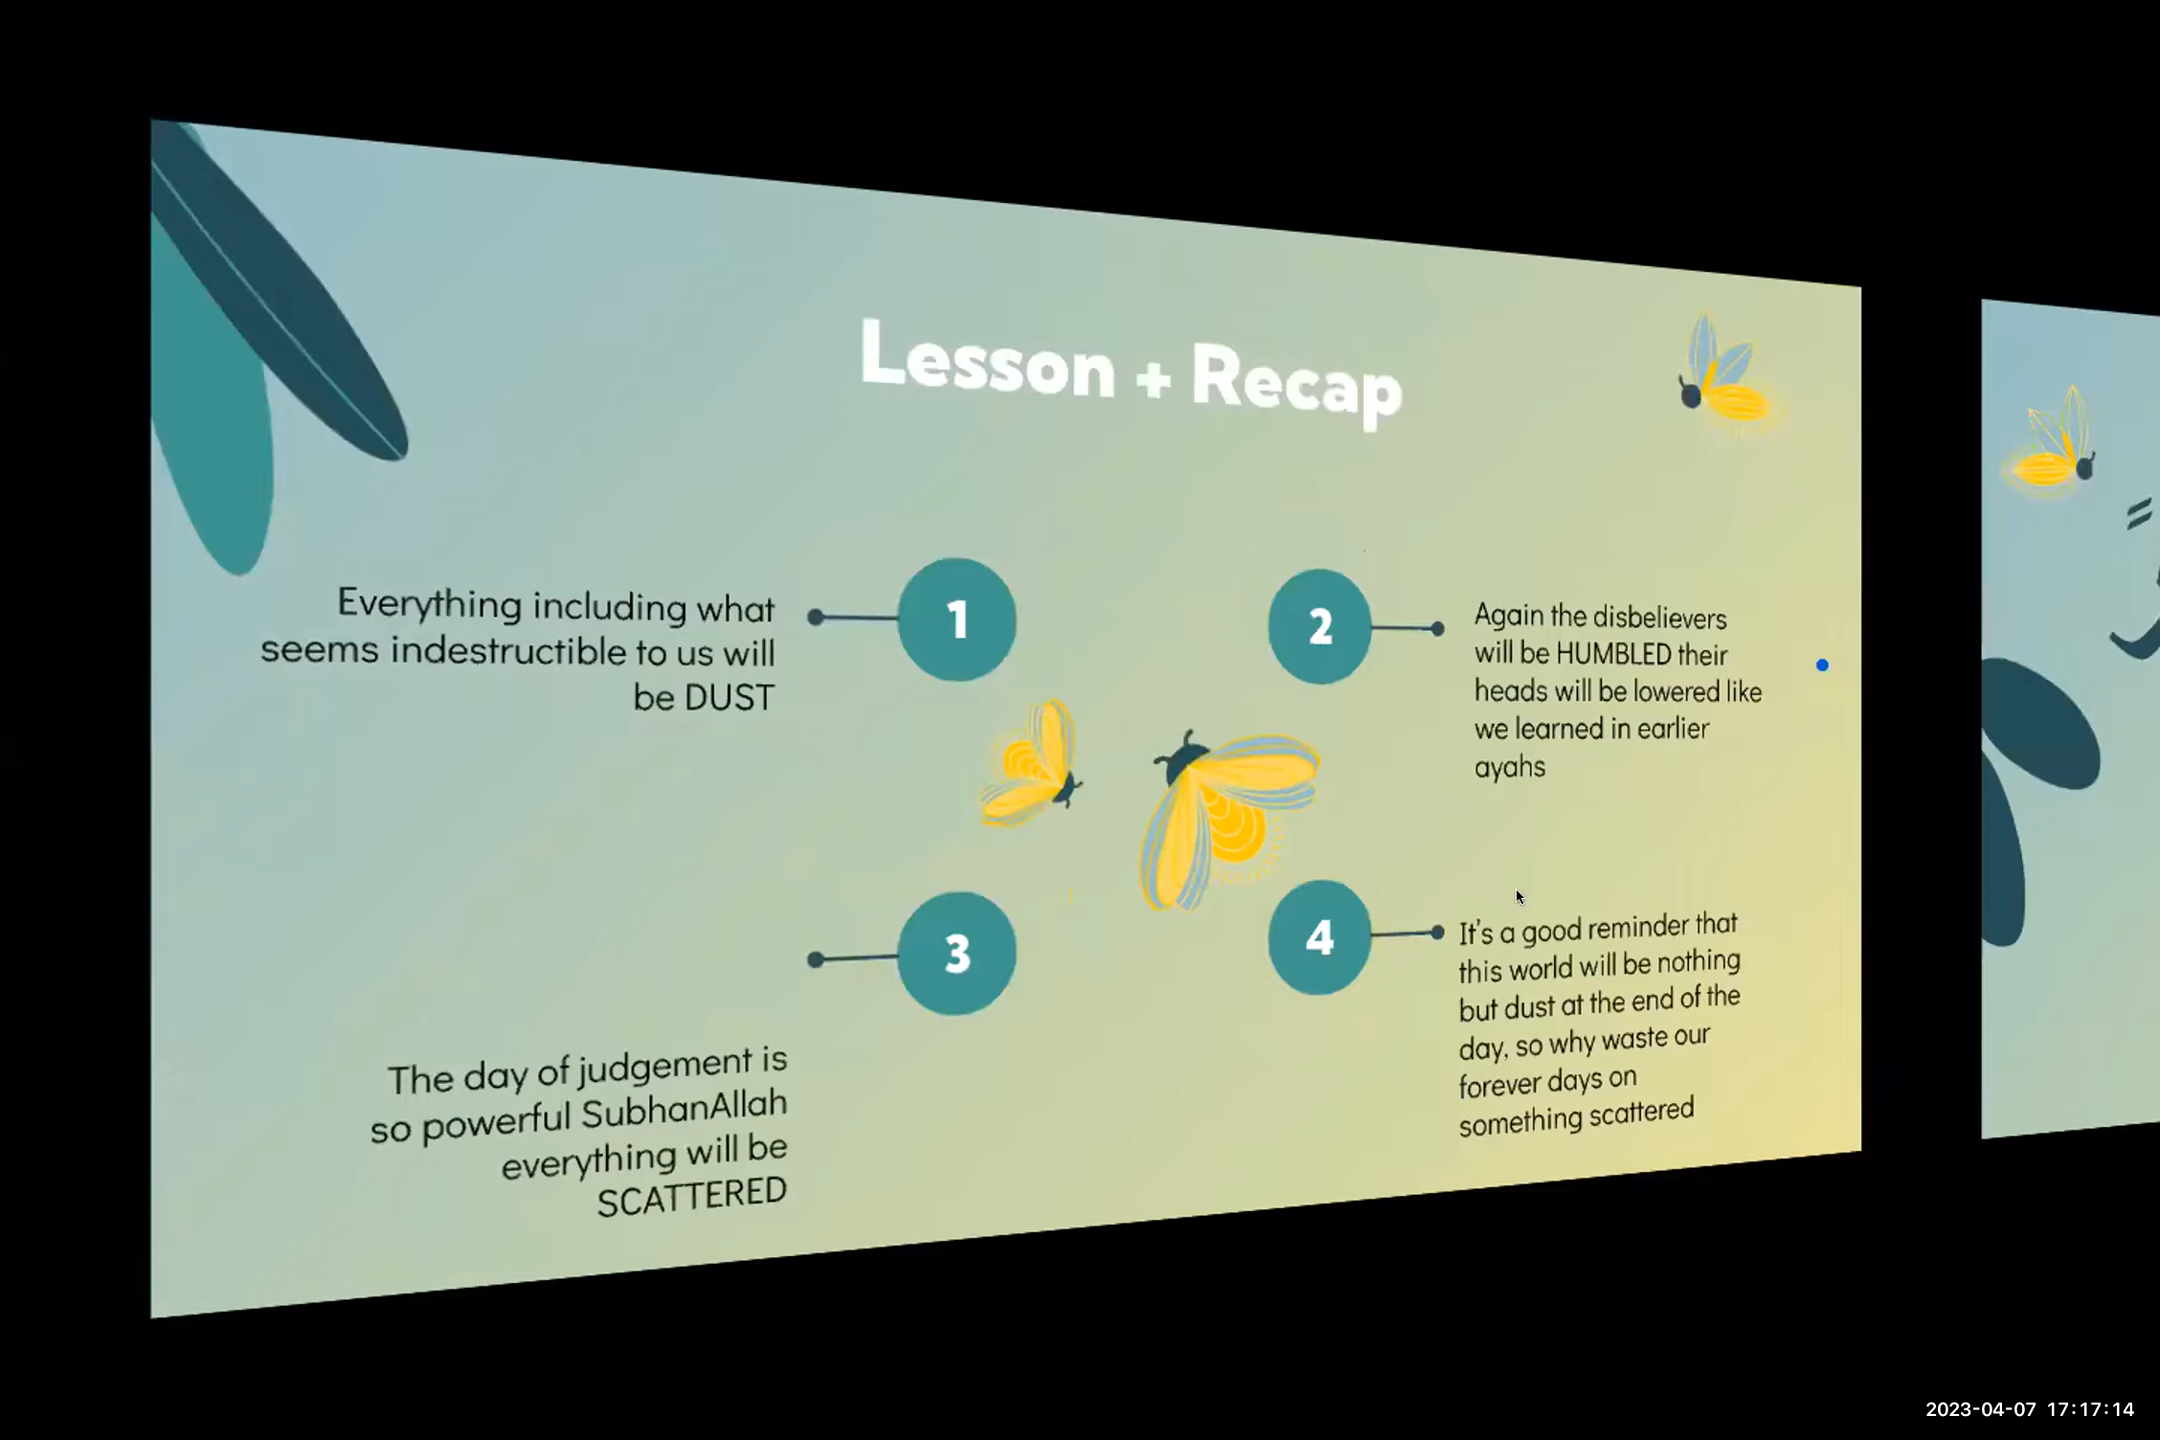 Lesson + Recap
1
Everything including what
seems indestructible to us will
be DUST
2
Again the disbelievers
will be HUMBLED their
heads will be lowered like
we learned in earlier
ayahs
3
The day of judgement is
so powerful SubhanAllah
everything will be
SCATTERED
4
It's a good reminder that
this world will be nothing
but dust at the end of the
day, so why waste our
forever days on
something scattered
2023-04-07 17:17:14